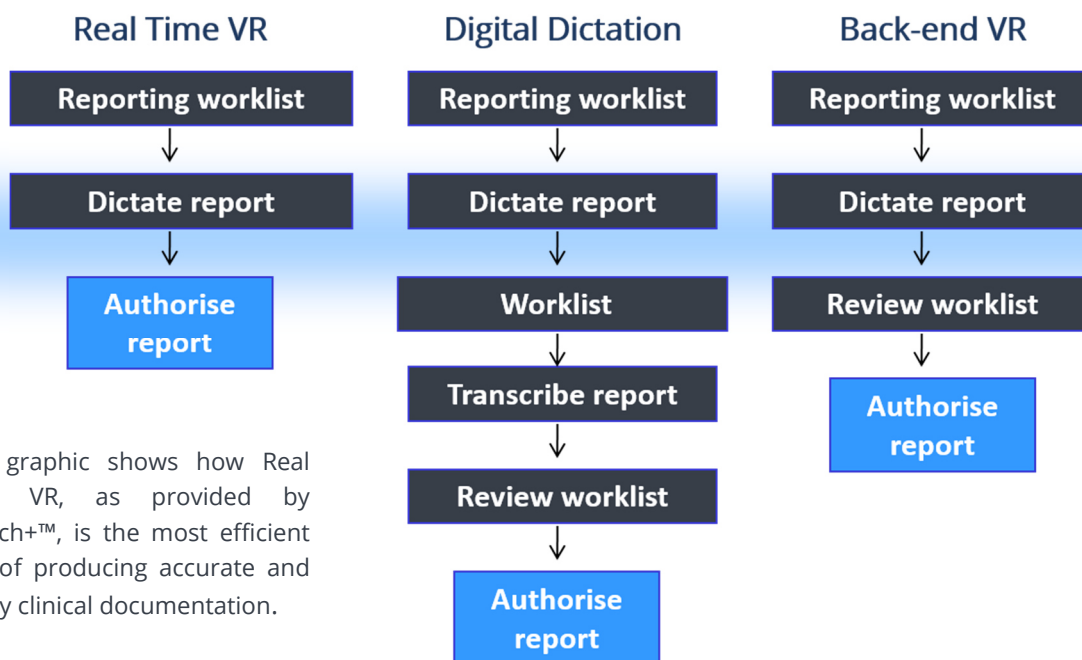 Real Time VR
Reporting worklist
Dictate report
Authorise
report
Digital Dictation
Reporting worklist
Dictate report
Worklist
Transcribe report
Review worklist
Authorise
report
Back-end VR
Reporting worklist
Dictate report
Review worklist
Authorise
report
graphic shows how Real
VR, as provided by
ch+™, is the most efficient
of producing accurate and
y clinical documentation.